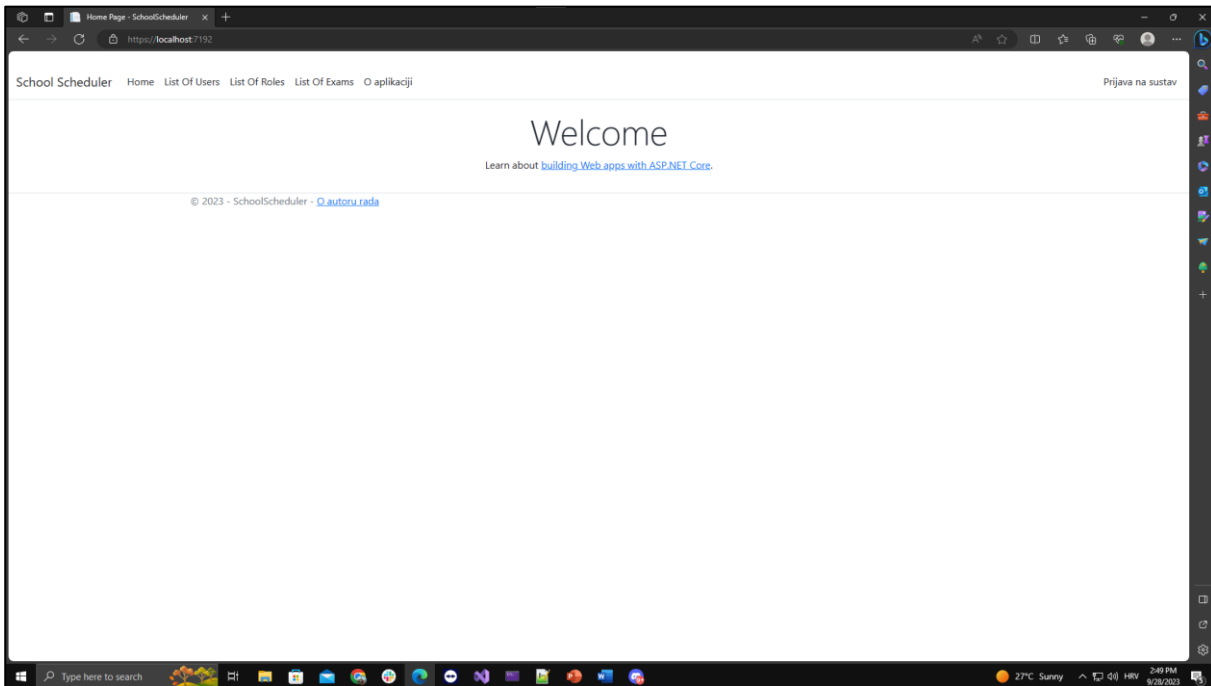 Home Page - SchoolScheduler
https://localhost:7192
School Scheduler Home List Of Users List Of Roles List Of Exams O aplikaciji Prijava na sustav
Welcome
Learn about building Web apps with ASP.NET Core.
© 2023 - SchoolScheduler - O autoru rada
Type here to search 27°C Sunny HRV 2:49 PM
9/28/2023